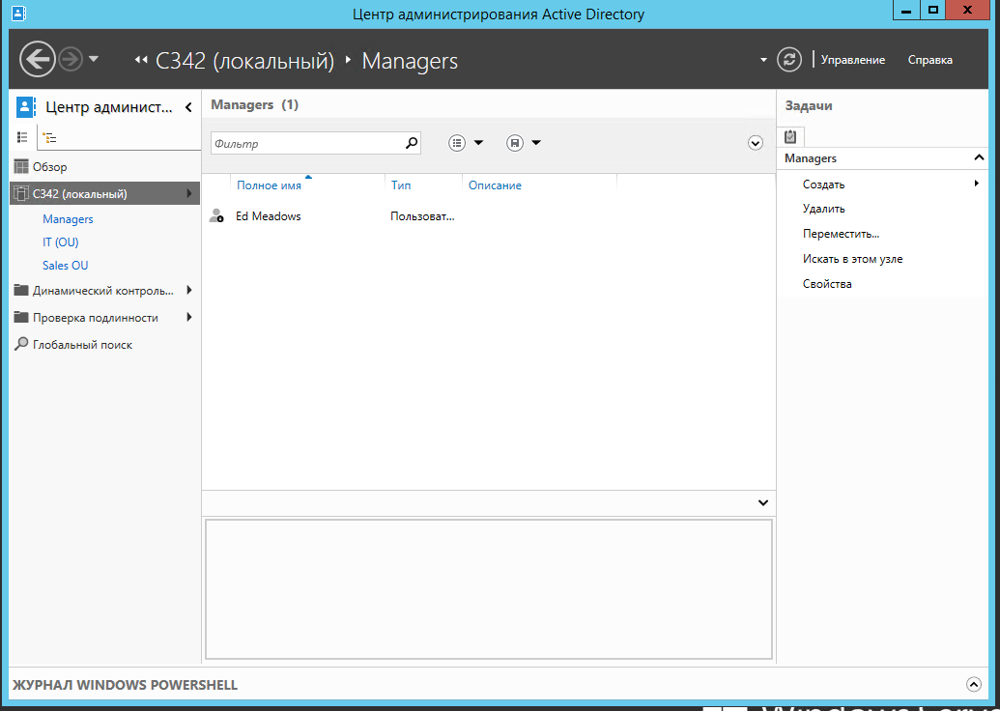 Центр администрирования Active Directory
C342 (локальный) Managers
Управление Справка
Центр админист...
Обзор
C342 (локальный)
Managers
IT (OU)
Sales OU
Динамический контроль...
Проверка подлинности
Глобальный поиск
Managers (1)
Фильтр
Полное имя Тип Описание
Ed Meadows Пользоват...
Задачи
Managers
Создать
Удалить
Переместить...
Искать в этом узле
Свойства
ЖУРНАЛ WINDOWS POWERSHELL